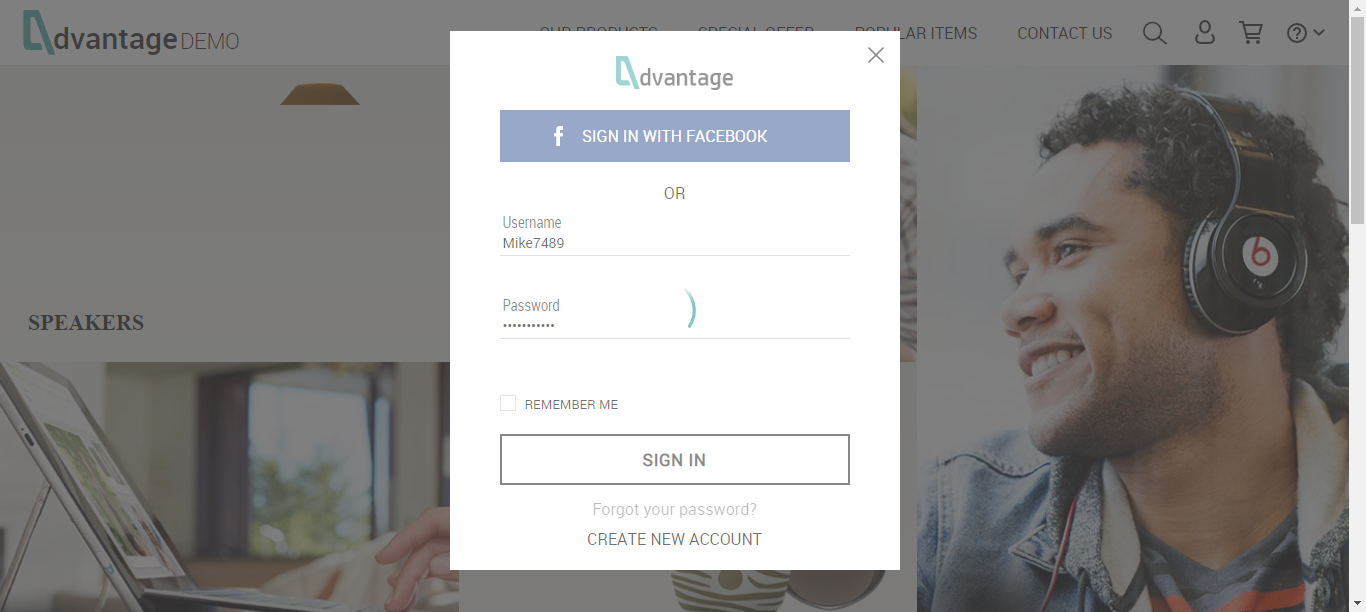 dvantage DEMO
OUR PRODUCTS SPECIAL OFFER POPULAR ITEMS CONTACT US
dvantage
f SIGN IN WITH FACEBOOK
OR
Username
Mike7489
Password
•••••••••••
SPEAKERS
REMEMBER ME
SIGN IN
Forgot your password?
CREATE NEW ACCOUNT